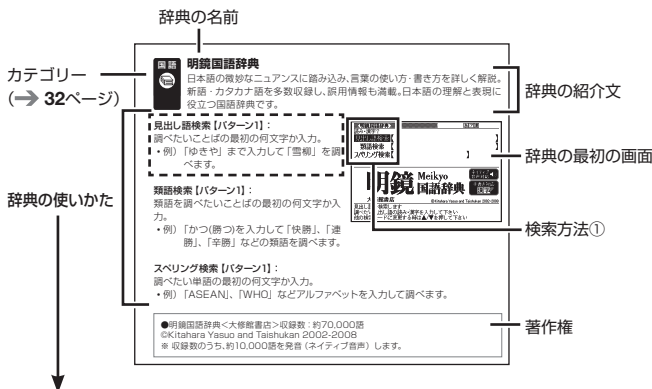 辞典の名前
国語
明鏡国語辞典
日本語の微妙なニュアンスに踏み込み、言葉の使い方・書き方を詳しく解説。
新語・カタカナ語を多数収録し、誤用情報も満載。日本語の理解と表現に
役立つ国語辞典です。
カテゴリー
(→ 32ページ)
辞典の紹介文
見出し語検索【パターン1】:
調べたいことばの最初の何文字か入力。
・例)「ゆきや」まで入力して「雪柳」を調
べます。
類語検索【パターン1】:
類語を調べたいことばの最初の何文字か入
力。
・例)「かつ(勝つ)を入力して「快勝」、「連
勝」、「辛勝」などの類語を調べます。
スペリング検索【パターン1】:
調べたい単語の最初の何文字か入力。
・例)「ASEAN」、「WHO」などアルファベットを入力して調べます。
辞典の使いかた
類語検索
スペリング検索
明鏡 Meikyo
国語辞典
©Kitahara Yasuo and Taishukan 2002-2008
辞典の最初の画面
検索方法①
●明鏡国語辞典<大修館書店>収録数:約70,000語
©Kitahara Yasuo and Taishukan 2002-2008
※ 収録数のうち、約10,000語を発音(ネイティブ音声)します。
著作権